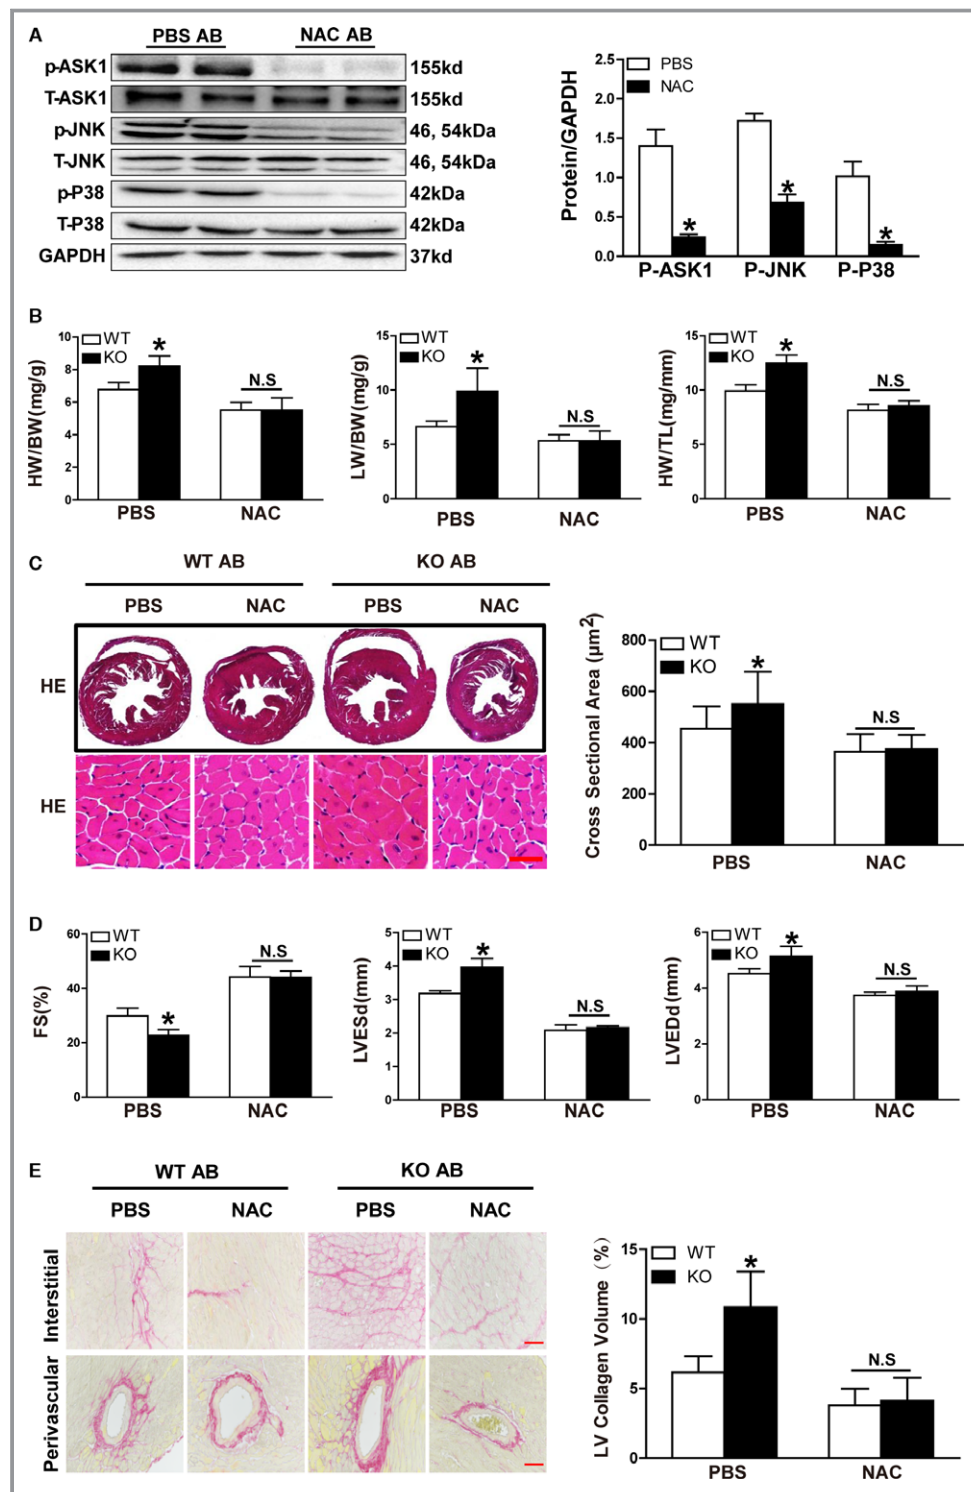 A
PBS AB NAC AB
p-ASK1 155kd
T-ASK1 155kd
p-JNK 46, 54kDa
T-JNK 46, 54kDa
p-P38 42kDa
T-P38 42kDa
GAPDH 37kd
Protein/GAPDH
2.5
2.0
1.5
1.0
0.5
0.0
PBS
NAC
*
*
*
P-ASK1 P-JNK P-P38
B
HW/BW(mg/g)
10
8
6
4
2
0
WT
KO
*
N.S
PBS NAC
LW/BW(mg/g)
15
10
5
0
WT
KO
*
N.S
PBS NAC
HW/TL(mg/mm)
15
10
5
0
WT
KO
*
N.S
PBS NAC
C
WT AB KO AB
PBS NAC PBS NAC
HE
HE
Cross Sectional Area (μm²)
800
600
400
200
0
WT
KO
*
N.S
PBS NAC
D
FS(%)
60
40
20
0
WT
KO
*
N.S
PBS NAC
LVESd(mm)
5
4
3
2
1
0
WT
KO
*
N.S
PBS NAC
LVEDd(mm)
6
4
2
0
WT
KO
*
N.S
PBS NAC
E
WT AB KO AB
PBS NAC PBS NAC
Interstitial
Perivascular
LV Collagen Volume (%)
15
10
5
0
WT
KO
*
N.S
PBS NAC